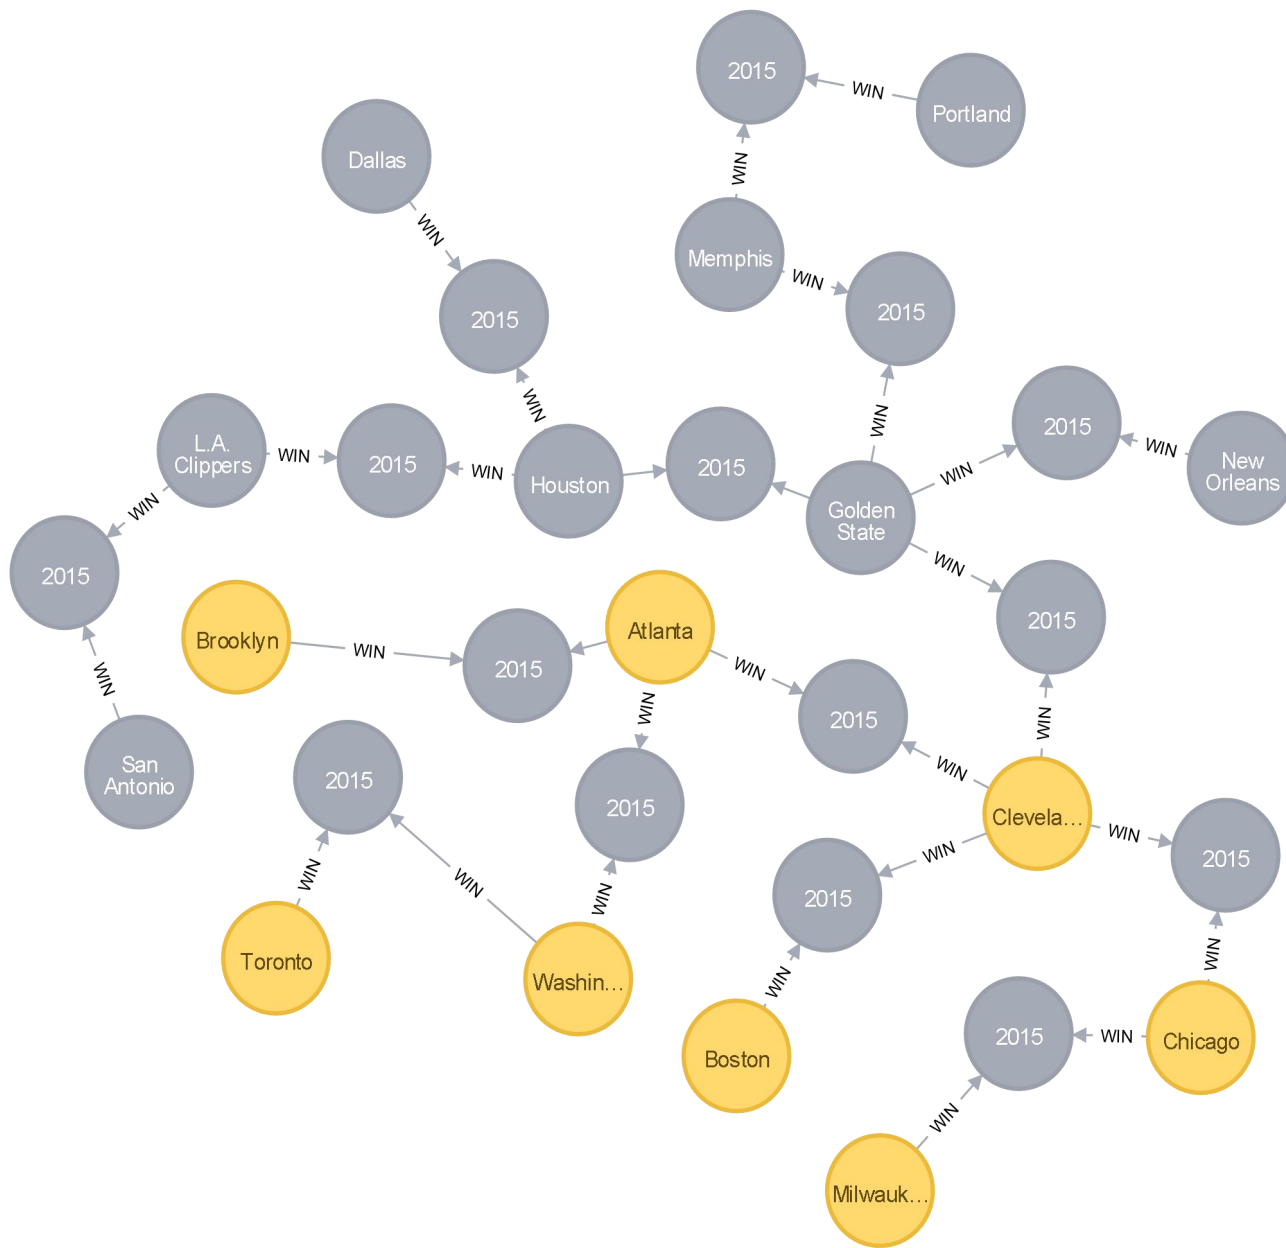 2015
WIN
Portland
Dallas
WIN
WIN
Memphis
WIN
2015
2015
WIN
WIN
2015
L.A.
Clippers
WIN
2015
WIN
Houston
2015
WIN
WIN
New
Orleans
Golden
State
WIN
2015
WIN
2015
Brooklyn
WIN
2015
Atlanta
WIN
2015
WIN
WIN
2015
WIN
WIN
San
Antonio
2015
2015
Clevela…
WIN
2015
WIN
WIN
WIN
WIN
2015
Toronto
Washin…
WIN
WIN
2015
WIN
Chicago
Boston
WIN
Milwauk…